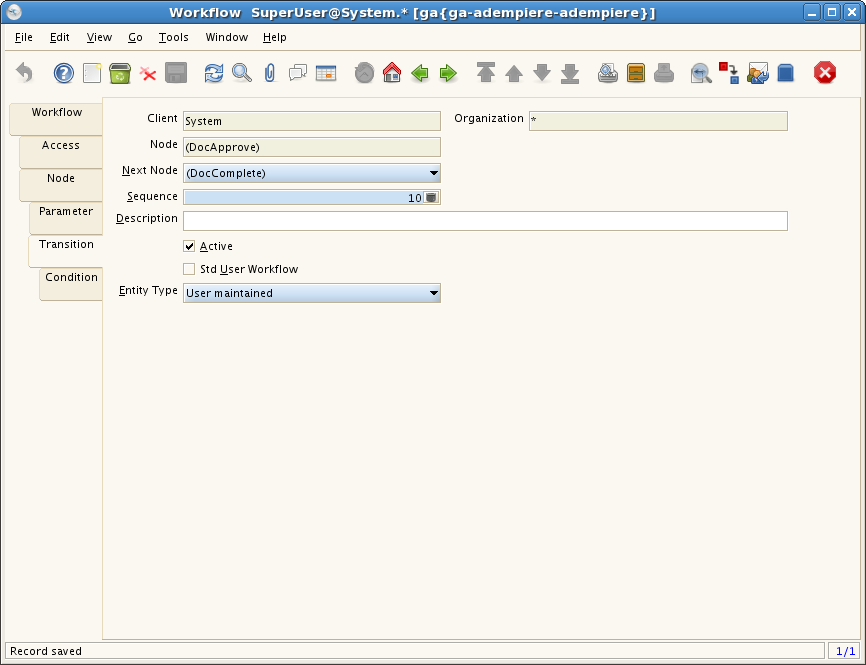 Workflow SuperUser@System.* [ga{ga-adempiere-adempiere}]
File Edit View Go Tools Window Help
Workflow
Access
Node
Parameter
Transition
Condition
Client System Organization *
Node (DocApprove)
Next Node (DocComplete)
Sequence 10
Description
Active
Std User Workflow
Entity Type User maintained
Record saved 1/1